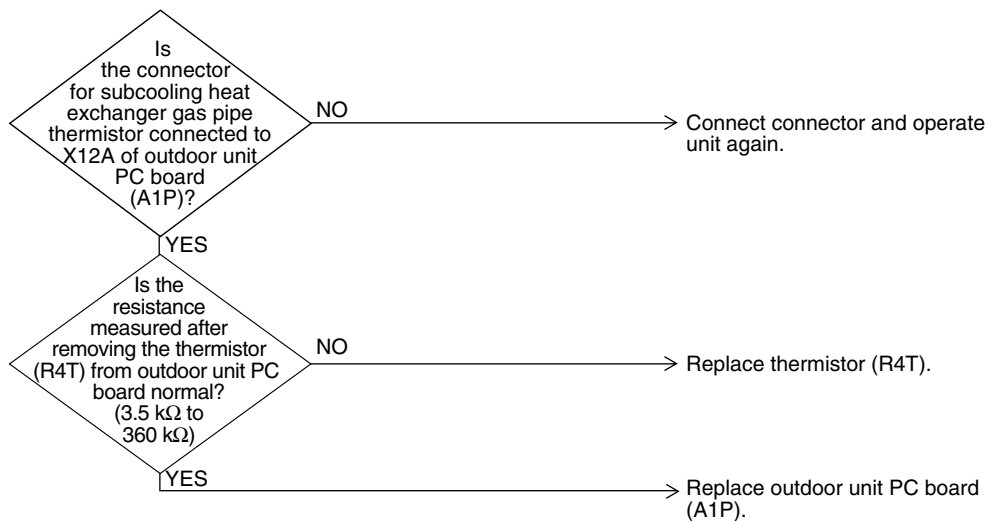 Is
the connector
for subcooling heat
exchanger gas pipe
thermistor connected to
X12A of outdoor unit
PC board
(A1P)?
NO
Connect connector and operate
unit again.
YES
Is the
resistance
measured after
removing the thermistor
(R4T) from outdoor unit PC
board normal?
(3.5 kΩ to
360 kΩ)
NO
Replace thermistor (R4T).
YES
Replace outdoor unit PC board
(A1P).